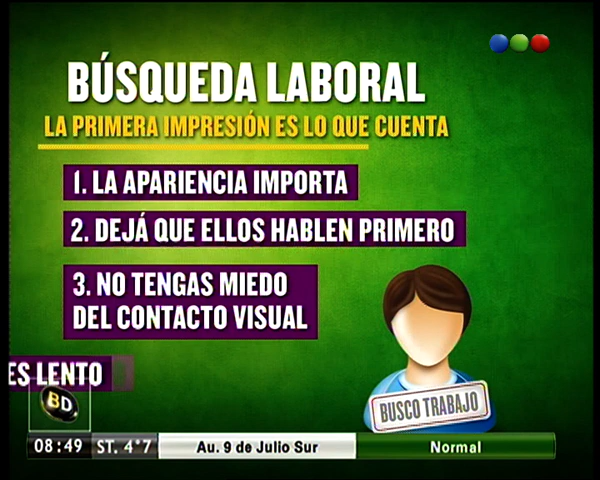 BÚSQUEDA LABORAL
LA PRIMERA IMPRESIÓN ES LO QUE CUENTA
1. LA APARIENCIA IMPORTA
2. DEJÁ QUE ELLOS HABLEN PRIMERO
3. NO TENGAS MIEDO
DEL CONTACTO VISUAL
ES LENTO
BUSCO TRABAJO
BD
08:49 ST. 4°7 Au. 9 de Julio Sur Normal